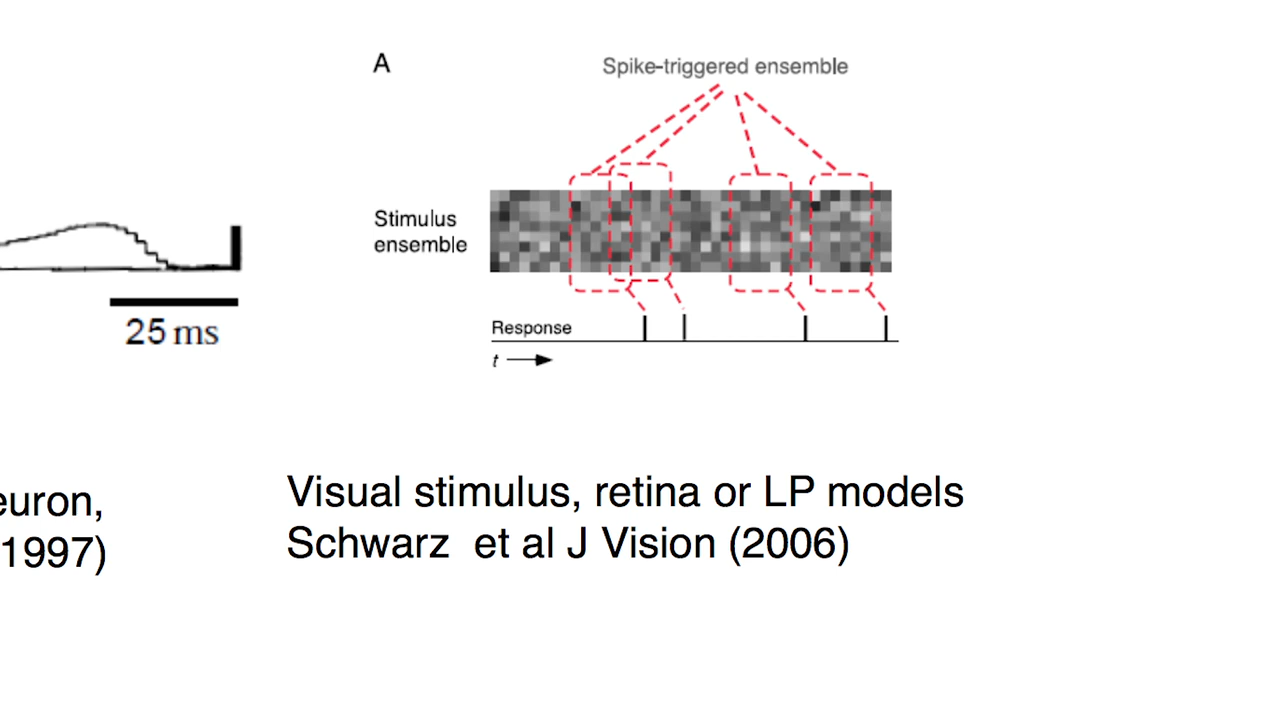 A
Spike-triggered ensemble
Stimulus
ensemble
Response
t
25 ms
euron,
1997)
Visual stimulus, retina or LP models
Schwarz et al J Vision (2006)